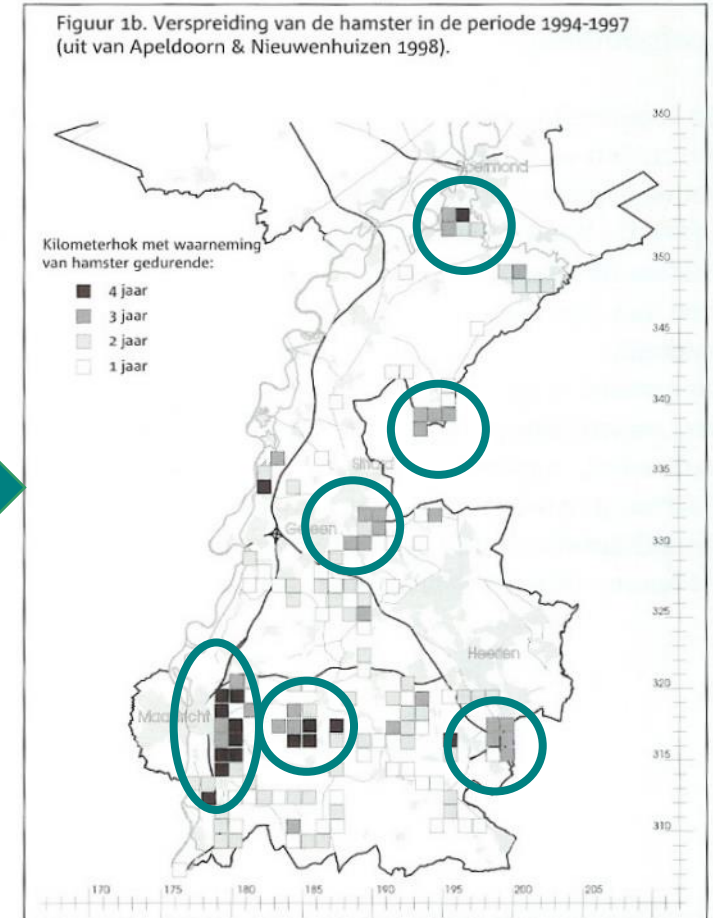 Figuur 1b. Verspreiding van de hamster in de periode 1994-1997
(uit van Apeldoorn & Nieuwenhuizen 1998).
360
Roermond
Kilometerhok met waarneming
van hamster gedurende:
350
4 jaar
3 jaar
345
2 jaar
1 jaar
340
Sittard
335
Geleen
330
325
Heerlen
320
Maastricht
315
310
170 175 180 185 190 195 200 205